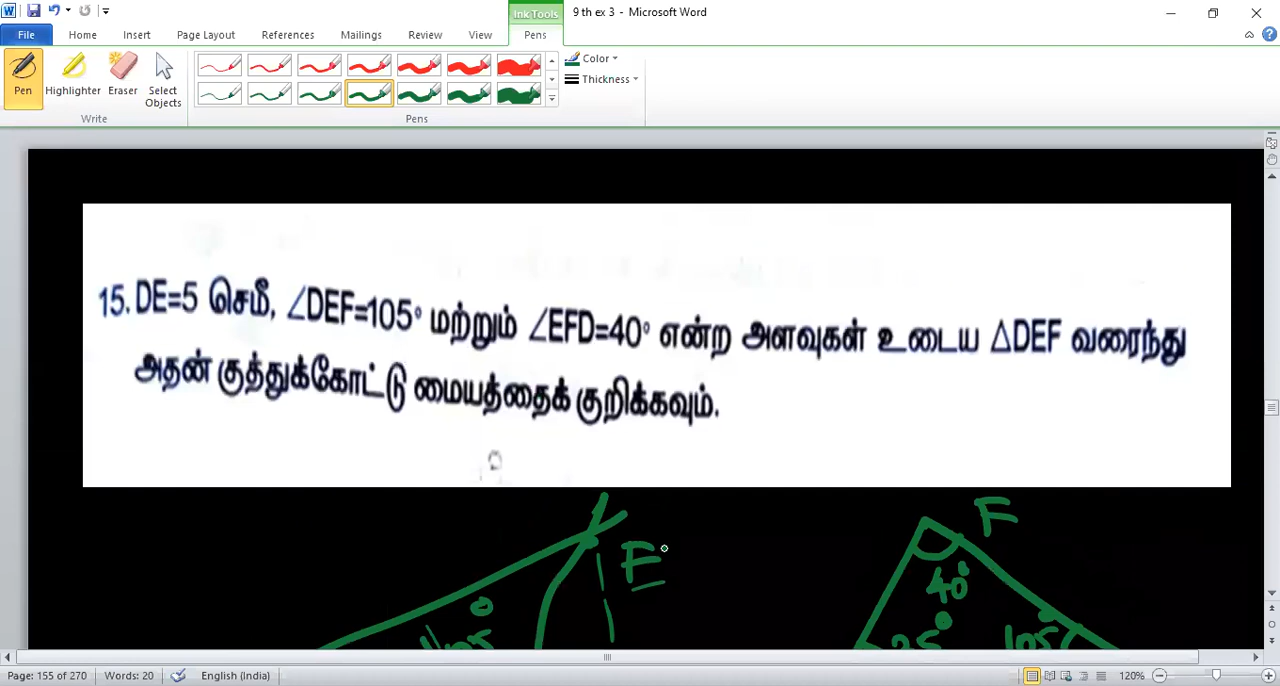 Ink Tools
9 th ex 3 - Microsoft Word
File Home Insert Page Layout References Mailings Review View Pens
Pen Highlighter Eraser Select Objects
Color
Thickness
Write Pens
15. DE=5 செமீ, ∠DEF=105° மற்றும் ∠EFD=40° என்ற அளவுகள் உடைய △DEF வரைந்து
அதன் குத்துக்கோட்டு மையத்தைக் குறிக்கவும்.
F
F
40°
35°
105
Page: 155 of 270 Words: 20 English (India) 120%